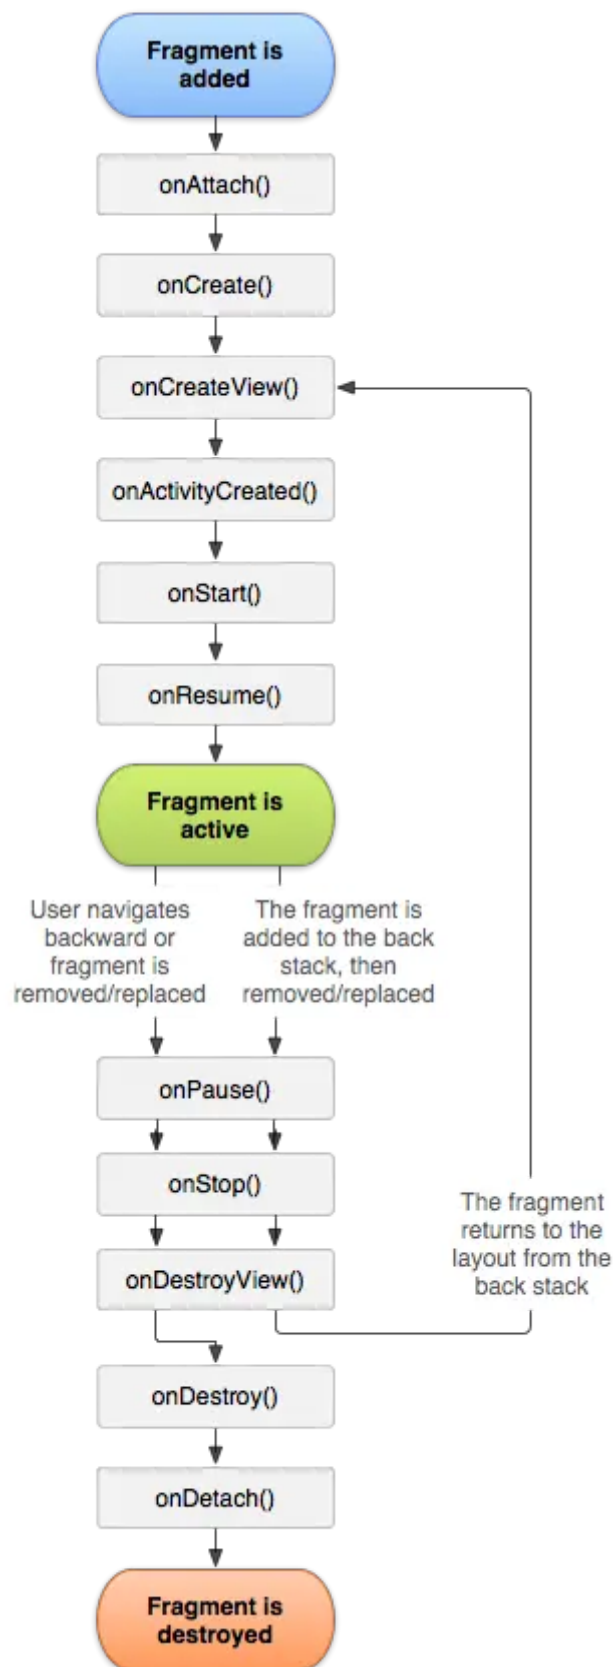 Fragment is
added
onAttach()
onCreate()
onCreateView()
onActivityCreated()
onStart()
onResume()
Fragment is
active
User navigates
backward or
fragment is
removed/replaced
The fragment is
added to the back
stack, then
removed/replaced
onPause()
onStop()
onDestroyView()
The fragment
returns to the
layout from the
back stack
onDestroy()
onDetach()
Fragment is
destroyed